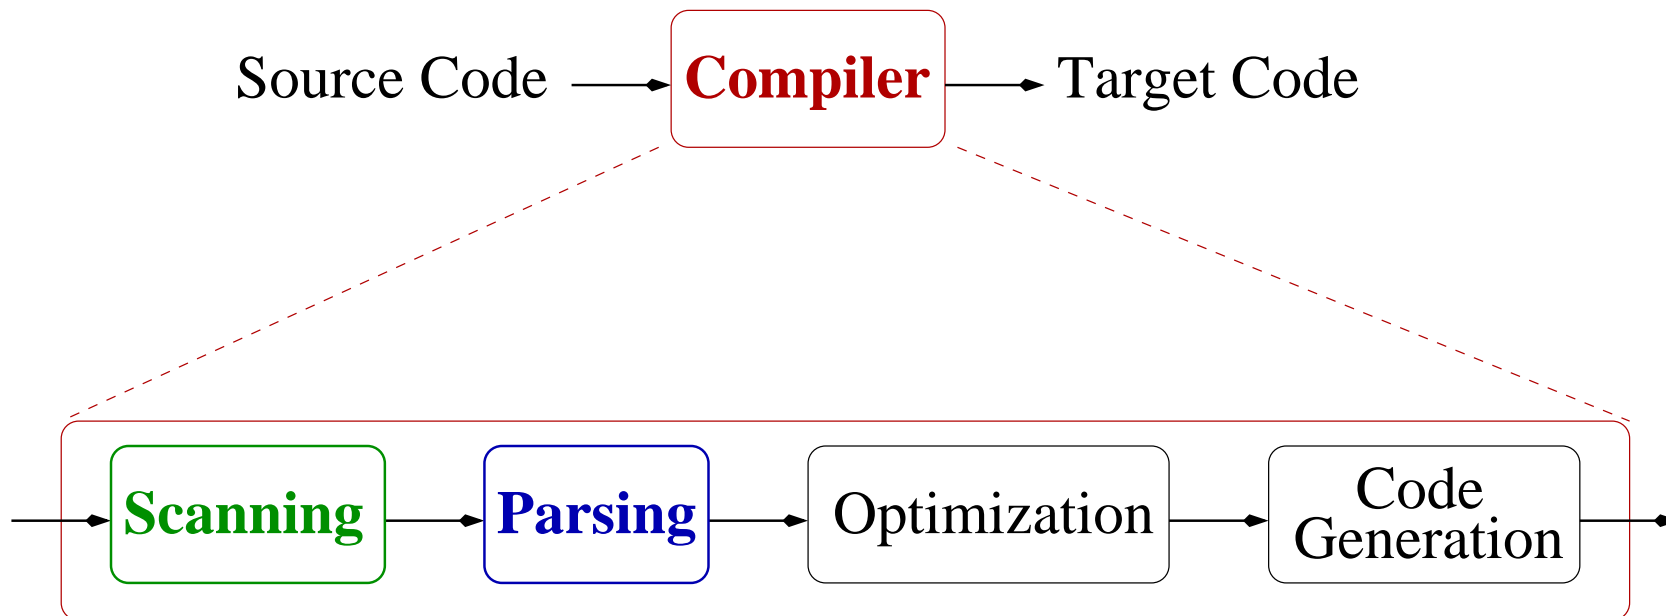 Source Code
Compiler
Target Code
Scanning
Parsing
Optimization
Code
Generation